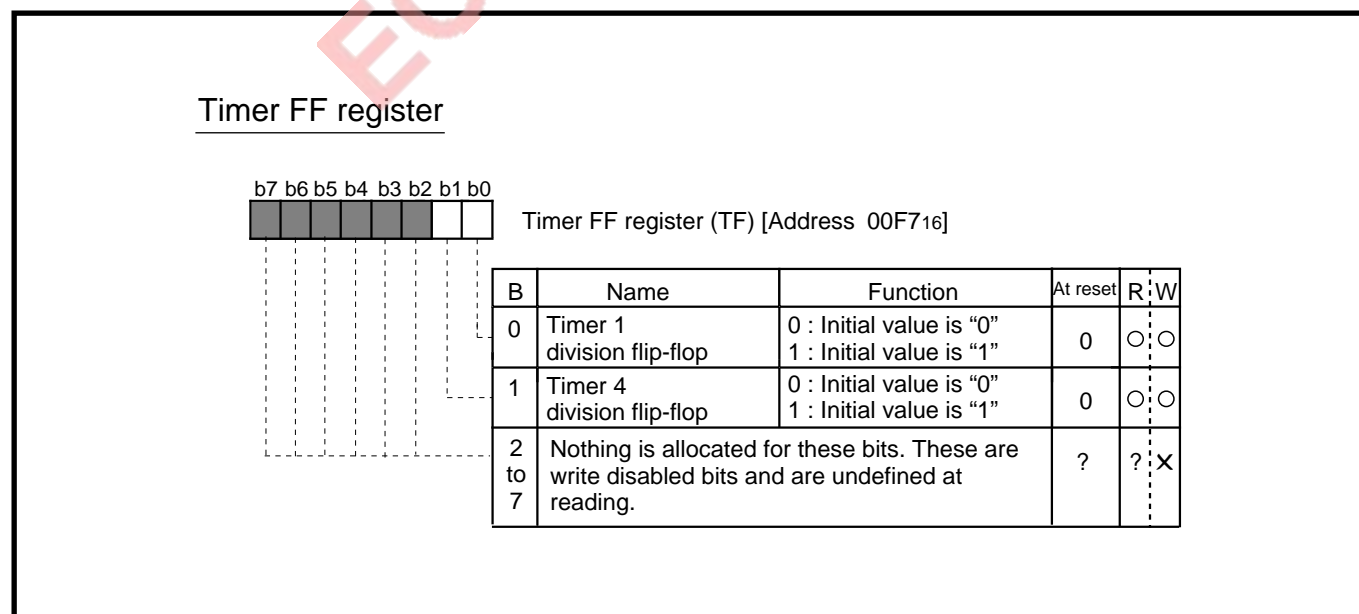 Timer FF register
b7 b6 b5 b4 b3 b2 b1 b0
Timer FF register (TF) [Address 00F716]
B Name Function At reset R W
0 Timer 1 division flip-flop 0 : Initial value is “0” 1 : Initial value is “1” 0 ○ ○
1 Timer 4 division flip-flop 0 : Initial value is “0” 1 : Initial value is “1” 0 ○ ○
2 to 7 Nothing is allocated for these bits. These are write disabled bits and are undefined at reading. ? ? ×